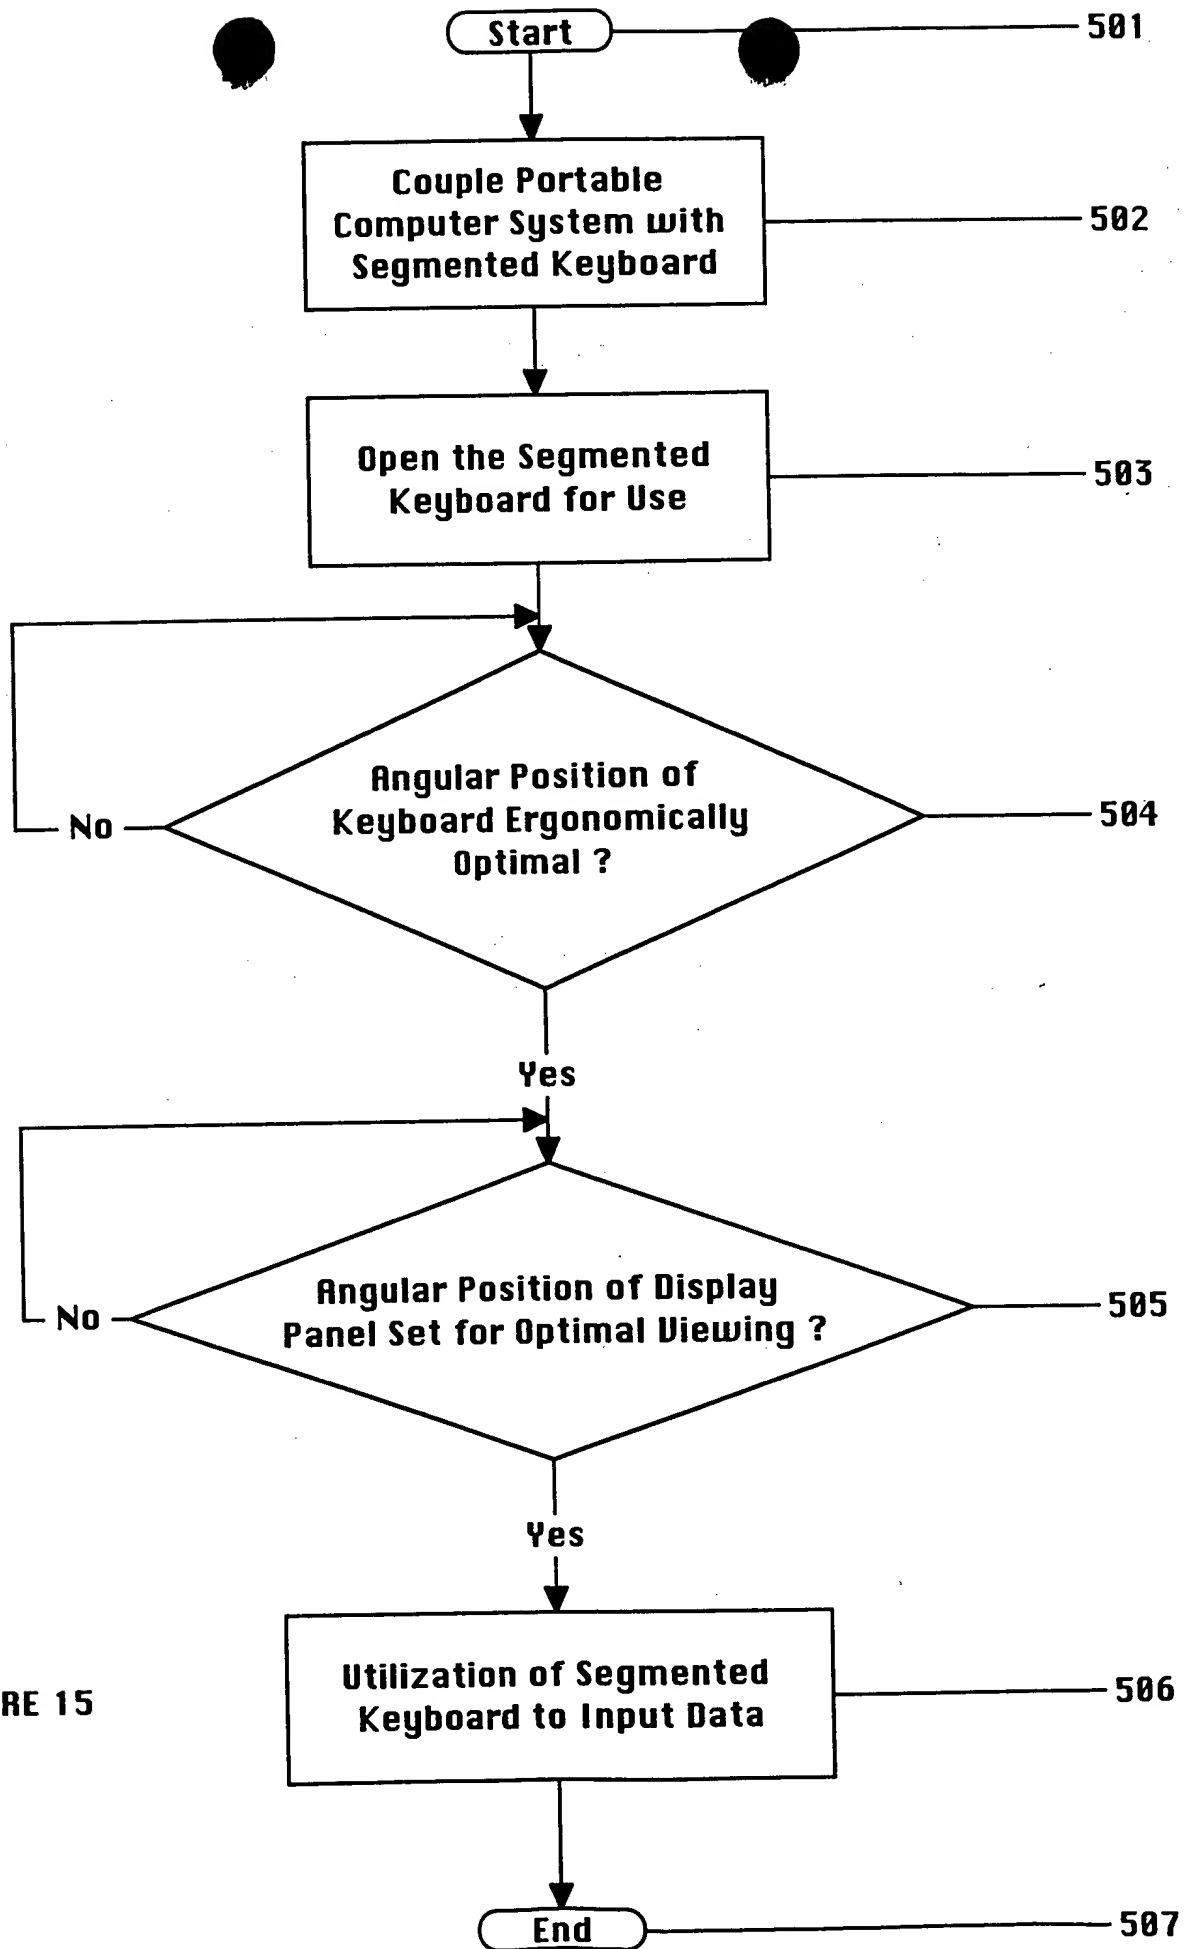 Start
501
Couple Portable
Computer System with
Segmented Keyboard
502
Open the Segmented
Keyboard for Use
503
Angular Position of
Keyboard Ergonomically
Optimal ?
504
No
Yes
Angular Position of Display
Panel Set for Optimal Viewing ?
505
No
Yes
Utilization of Segmented
Keyboard to Input Data
506
RE 15
End
507